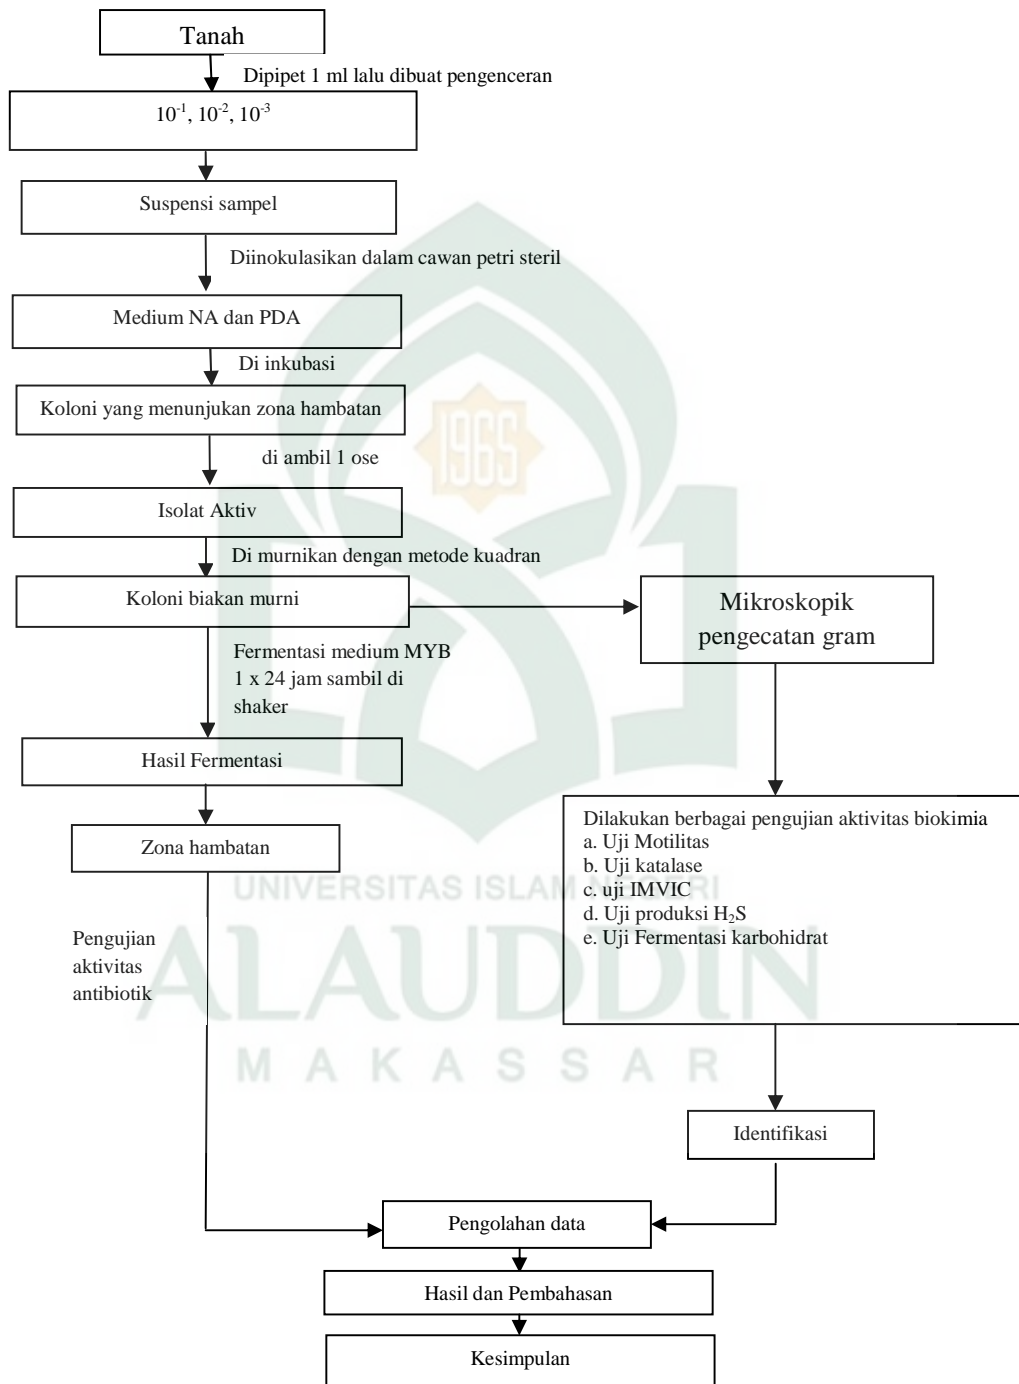 Tanah
Dipipet 1 ml lalu dibuat pengenceran
10⁻¹, 10⁻², 10⁻³
Suspensi sampel
Diinokulasikan dalam cawan petri steril
Medium NA dan PDA
Di inkubasi
Koloni yang menunjukan zona hambatan
di ambil 1 ose
Isolat Aktiv
Di murnikan dengan metode kuadran
Koloni biakan murni
Mikroskopik
pengecatan gram
Fermentasi medium MYB
1 x 24 jam sambil di
shaker
Hasil Fermentasi
Zona hambatan
Dilakukan berbagai pengujian aktivitas biokimia
a. Uji Motilitas
b. Uji katalase
c. uji IMVIC
d. Uji produksi H₂S
e. Uji Fermentasi karbohidrat
Pengujian
aktivitas
antibiotik
Identifikasi
Pengolahan data
Hasil dan Pembahasan
Kesimpulan
1965
UNIVERSITAS ISLAM NEGERI
ALAUDDIN
MAKASSAR